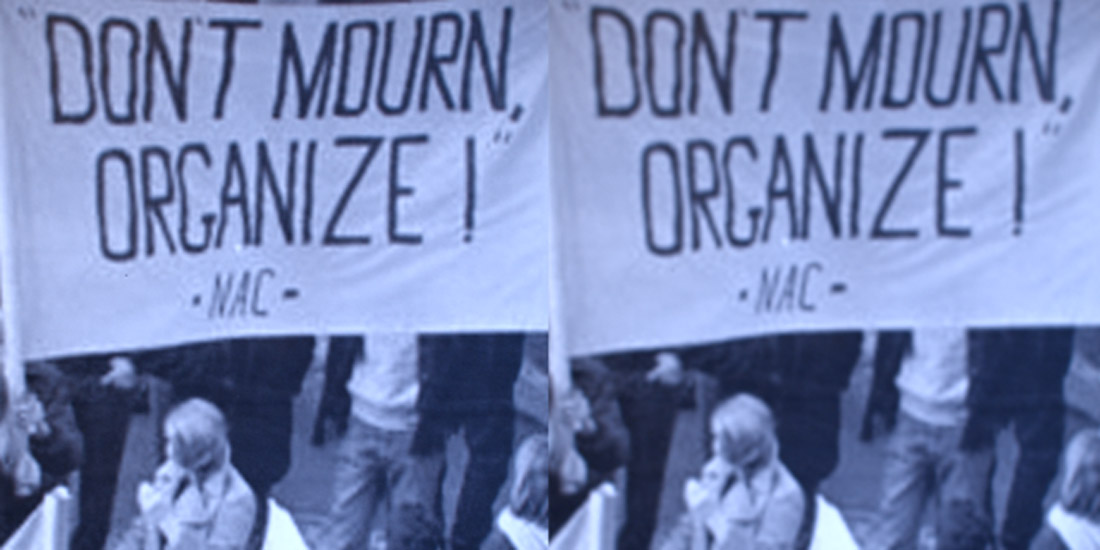 "DON'T MOURN,
ORGANIZE!"
- NAC -
"DON'T MOURN,
ORGANIZE!"
- NAC -